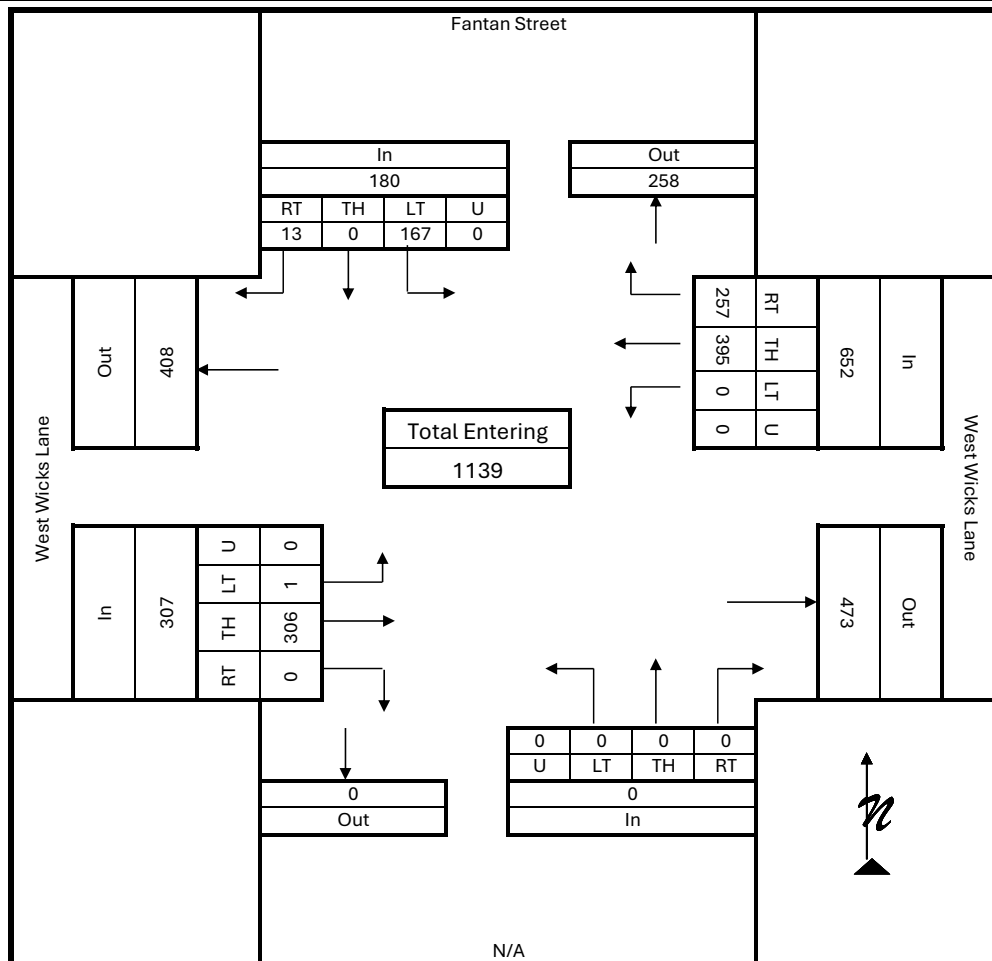 Fantan Street
In
180
RT TH LT U
13 0 167 0
Out
258
Out
408
257 RT
395 TH
0 LT
0 U
652
In
West Wicks Lane
West Wicks Lane
Total Entering
1139
In
307
U 0
LT 1
TH 306
RT 0
473
Out
0
Out
0 0 0 0
U LT TH RT
0
In
N
N/A